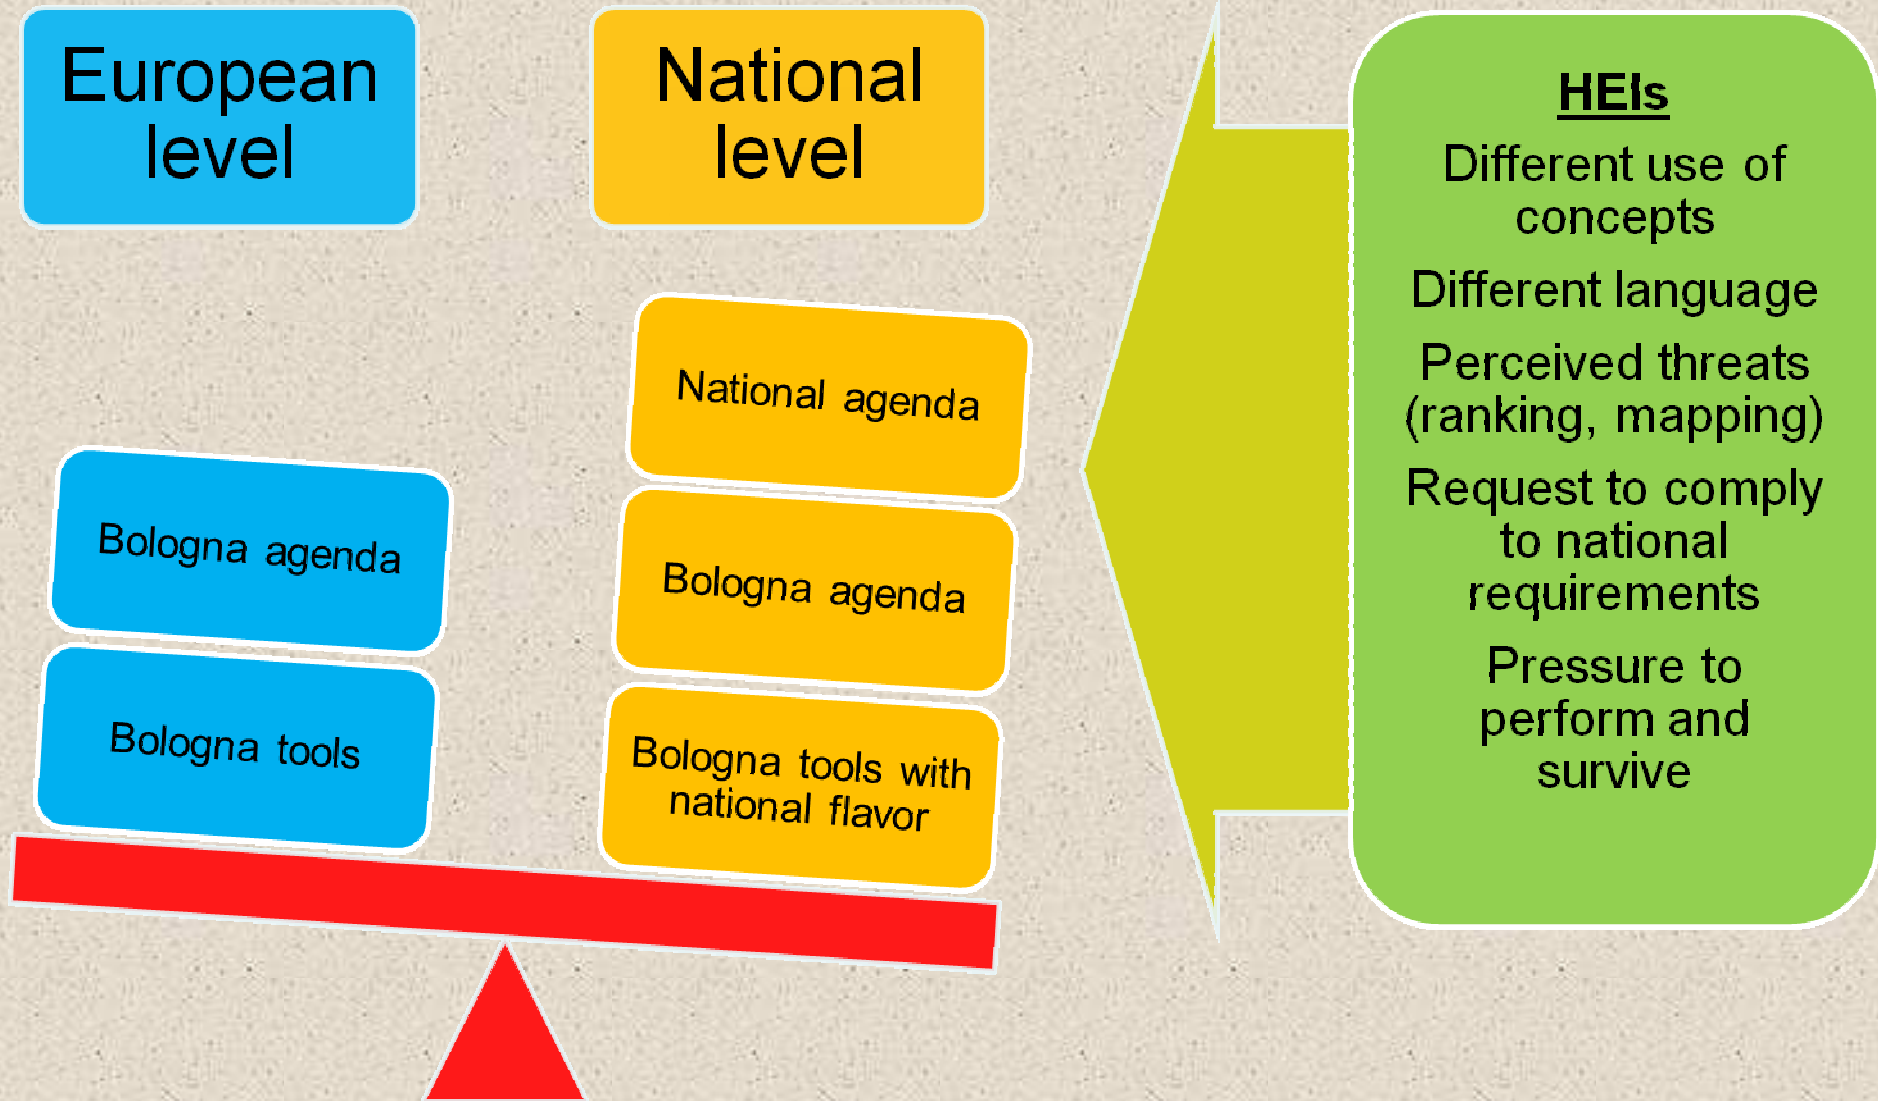 European
level
National
level
National agenda
Bologna agenda
Bologna tools with
national flavor
Bologna agenda
Bologna tools
HEIs
Different use of
concepts
Different language
Perceived threats
(ranking, mapping)
Request to comply
to national
requirements
Pressure to
perform and
survive